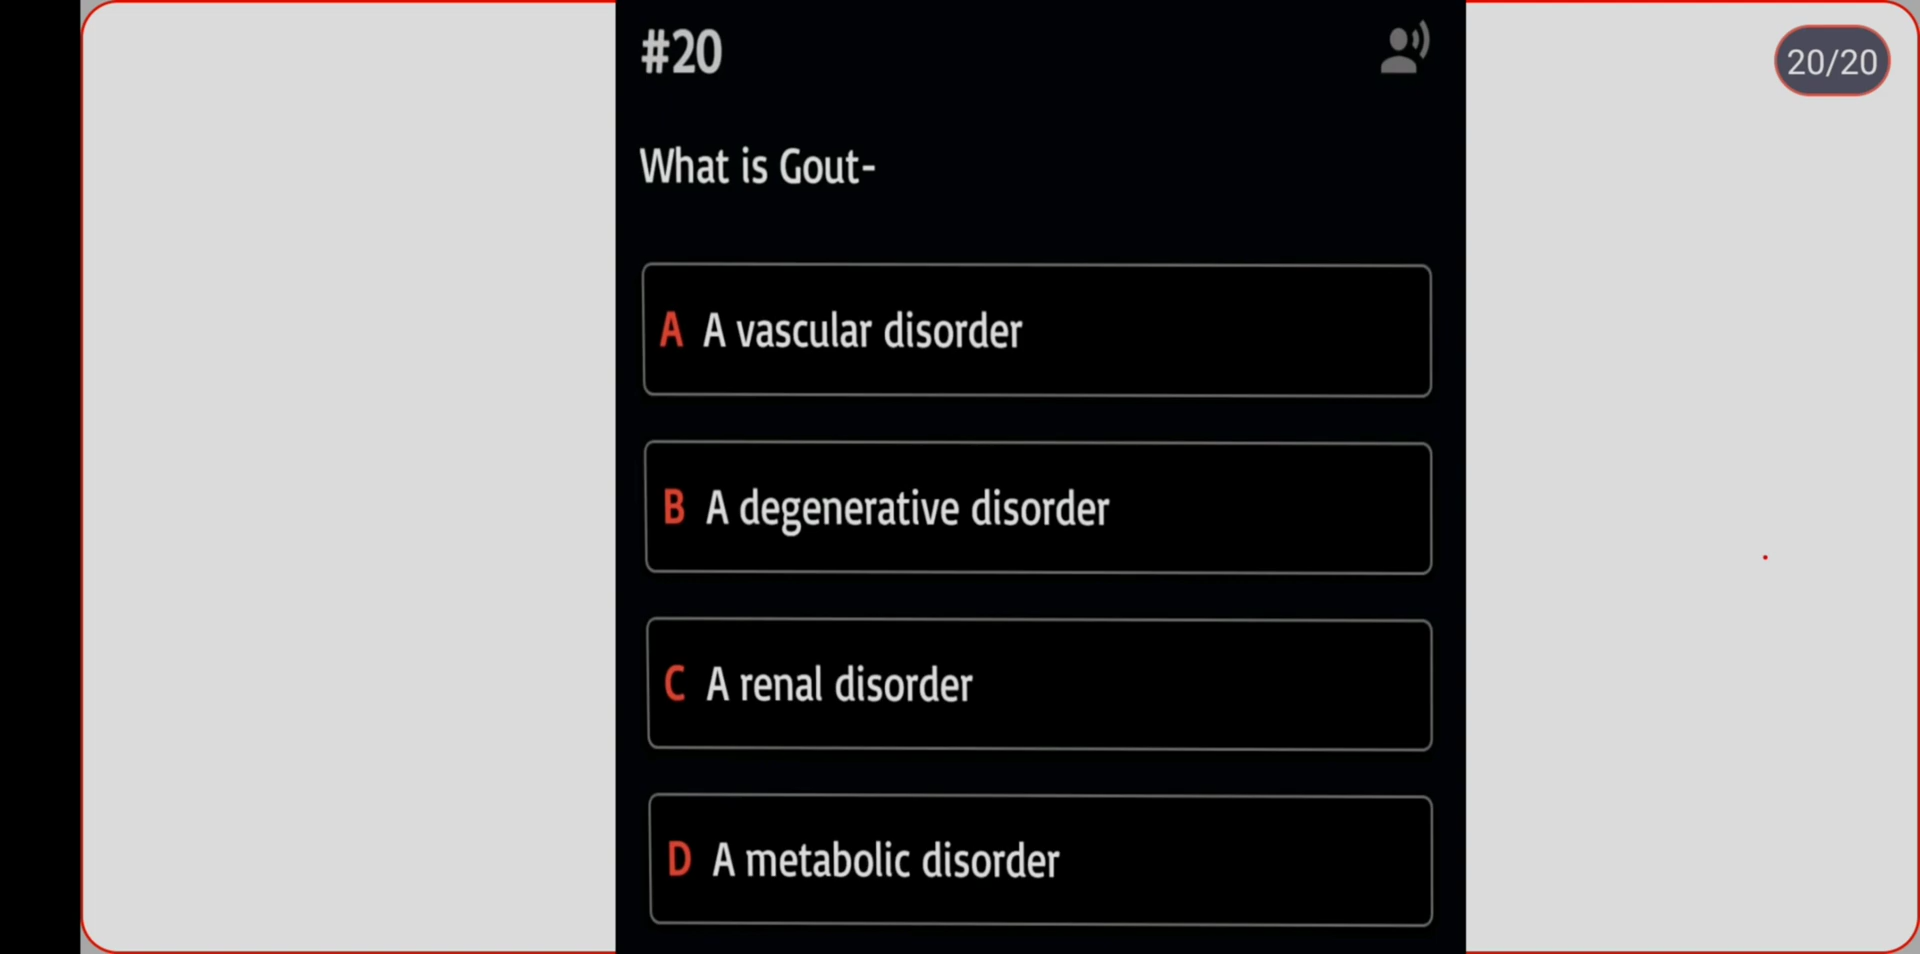 #20
20/20
What is Gout-
A A vascular disorder
B A degenerative disorder
C A renal disorder
D A metabolic disorder